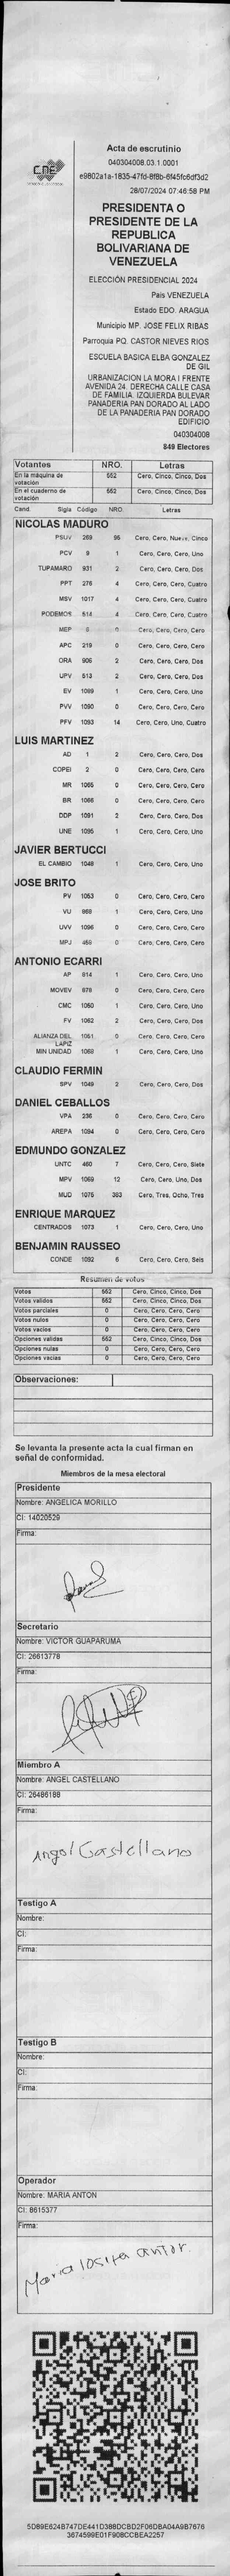 CNE
Acta de escrutinio
040304008.03.1.0001
e9802a1a-1835-47fd-8f8b-6f45fc6df3d2
28/07/2024 07:46:58 PM
PRESIDENTA O
PRESIDENTE DE LA
REPUBLICA
BOLIVARIANA DE
VENEZUELA
ELECCIÓN PRESIDENCIAL 2024
País VENEZUELA
Estado EDO. ARAGUA
Municipio MP. JOSE FELIX RIBAS
Parroquia PQ. CASTOR NIEVES RIOS
ESCUELA BASICA ELBA GONZALEZ
DE GIL
URBANIZACION LA MORA I FRENTE
AVENIDA 24. DERECHA CALLE CASA
DE FAMILIA. IZQUIERDA BULEVAR
PANADERIA PAN DORADO AL LADO
DE LA PANADERIA PAN DORADO
EDIFICIO
040304008
849 Electores
Votantes NRO. Letras
En la máquina de votación 552 Cero, Cinco, Cinco, Dos
En el cuaderno de votación 552 Cero, Cinco, Cinco, Dos
Cand. Sigla Código NRO. Letras
NICOLAS MADURO
PSUV 269 95 Cero, Cero, Nueve, Cinco
PCV 9 1 Cero, Cero, Cero, Uno
TUPAMARO 931 2 Cero, Cero, Cero, Dos
PPT 276 4 Cero, Cero, Cero, Cuatro
MSV 1017 4 Cero, Cero, Cero, Cuatro
PODEMOS 514 4 Cero, Cero, Cero, Cuatro
MEP 0 Cero, Cero, Cero, Cero
APC 219 0 Cero, Cero, Cero, Cero
ORA 906 2 Cero, Cero, Cero, Dos
UPV 513 2 Cero, Cero, Cero, Dos
EV 1089 1 Cero, Cero, Cero, Uno
PVV 1090 0 Cero, Cero, Cero, Cero
PFV 1093 14 Cero, Cero, Uno, Cuatro
LUIS MARTINEZ
AD 1 2 Cero, Cero, Cero, Dos
COPEI 2 0 Cero, Cero, Cero, Cero
MR 1065 0 Cero, Cero, Cero, Cero
BR 1066 0 Cero, Cero, Cero, Cero
DDP 1091 2 Cero, Cero, Cero, Dos
UNE 1095 1 Cero, Cero, Cero, Uno
JAVIER BERTUCCI
EL CAMBIO 1048 1 Cero, Cero, Cero, Uno
JOSE BRITO
PV 1053 0 Cero, Cero, Cero, Cero
VU 868 1 Cero, Cero, Cero, Uno
UVV 1096 0 Cero, Cero, Cero, Cero
MPJ 458 0 Cero, Cero, Cero, Cero
ANTONIO ECARRI
AP 814 1 Cero, Cero, Cero, Uno
MOVEV 678 0 Cero, Cero, Cero, Cero
CMC 1050 1 Cero, Cero, Cero, Uno
FV 1062 2 Cero, Cero, Cero, Dos
ALIANZA DEL LAPIZ 1051 0 Cero, Cero, Cero, Cero
MIN UNIDAD 1068 1 Cero, Cero, Cero, Uno
CLAUDIO FERMIN
SPV 1049 2 Cero, Cero, Cero, Dos
DANIEL CEBALLOS
VPA 236 0 Cero, Cero, Cero, Cero
AREPA 1094 0 Cero, Cero, Cero, Cero
EDMUNDO GONZALEZ
UNTC 460 7 Cero, Cero, Cero, Siete
MPV 1069 12 Cero, Cero, Uno, Dos
MUD 1075 383 Cero, Tres, Ocho, Tres
ENRIQUE MARQUEZ
CENTRADOS 1073 1 Cero, Cero, Cero, Uno
BENJAMIN RAUSSEO
CONDE 1092 6 Cero, Cero, Cero, Seis
Resumen de votos
Votos 552 Cero, Cinco, Cinco, Dos
Votos validos 552 Cero, Cinco, Cinco, Dos
Votos parciales 0 Cero, Cero, Cero, Cero
Votos nulos 0 Cero, Cero, Cero, Cero
Votos vacios 0 Cero, Cero, Cero, Cero
Opciones validas 552 Cero, Cinco, Cinco, Dos
Opciones nulas 0 Cero, Cero, Cero, Cero
Opciones vacias 0 Cero, Cero, Cero, Cero
Observaciones:
Se levanta la presente acta la cual firman en
señal de conformidad.
Miembros de la mesa electoral
Presidente
Nombre: ANGELICA MORILLO
CI: 14020529
Firma:
Secretario
Nombre: VICTOR GUAPARUMA
CI: 26613778
Firma:
Miembro A
Nombre: ANGEL CASTELLANO
CI: 26486188
Firma:
Angel Castellano
Testigo A
Nombre:
CI:
Firma:
Testigo B
Nombre:
CI:
Firma:
Operador
Nombre: MARIA ANTON
CI: 8615377
Firma:
Maria anton
5D89E624B747DE441D388DCBD2F06DBA04A9B7676
3674599E01F908CCBEA2257